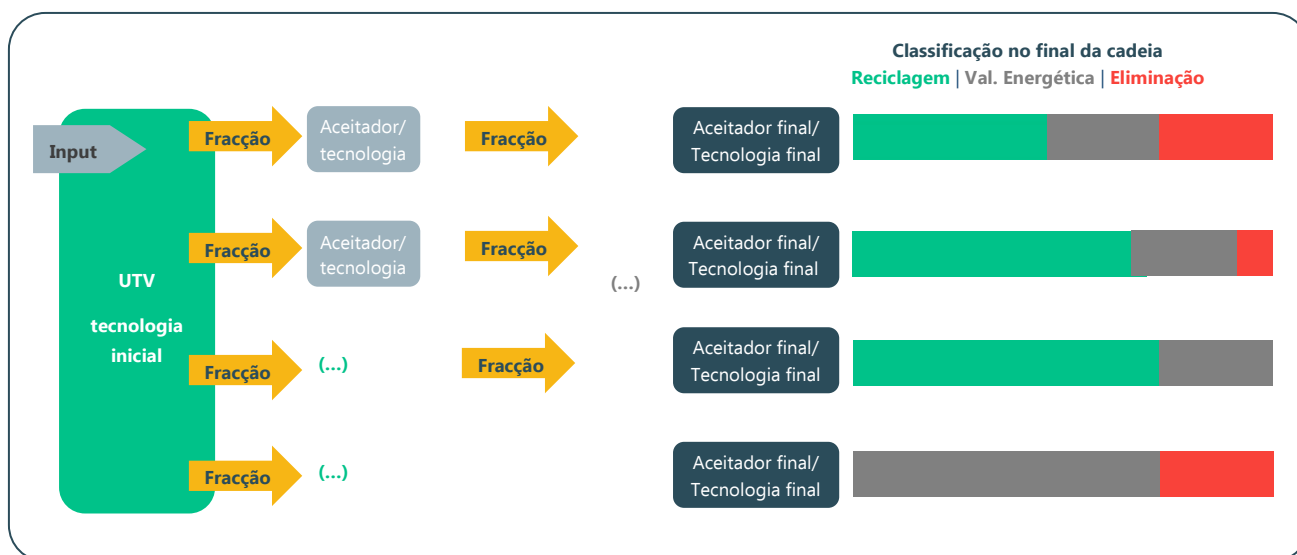 Classificação no final da cadeia
Reciclagem | Val. Energética | Eliminação
Input
UTV
tecnologia
inicial
Fracção
Aceitador/
tecnologia
Fracção
Aceitador final/
Tecnologia final
Fracção
Aceitador/
tecnologia
Fracção
(...)
Aceitador final/
Tecnologia final
Fracção
(...)
Fracção
Aceitador final/
Tecnologia final
Fracção
(...)
Aceitador final/
Tecnologia final